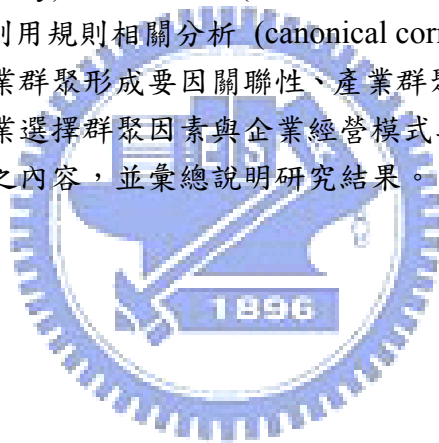 利用規則相關分析 (canonical corr
業群聚形成要因關聯性、產業群聚
業選擇群聚因素與企業經營模式
之內容，並彙總說明研究結果。
1896